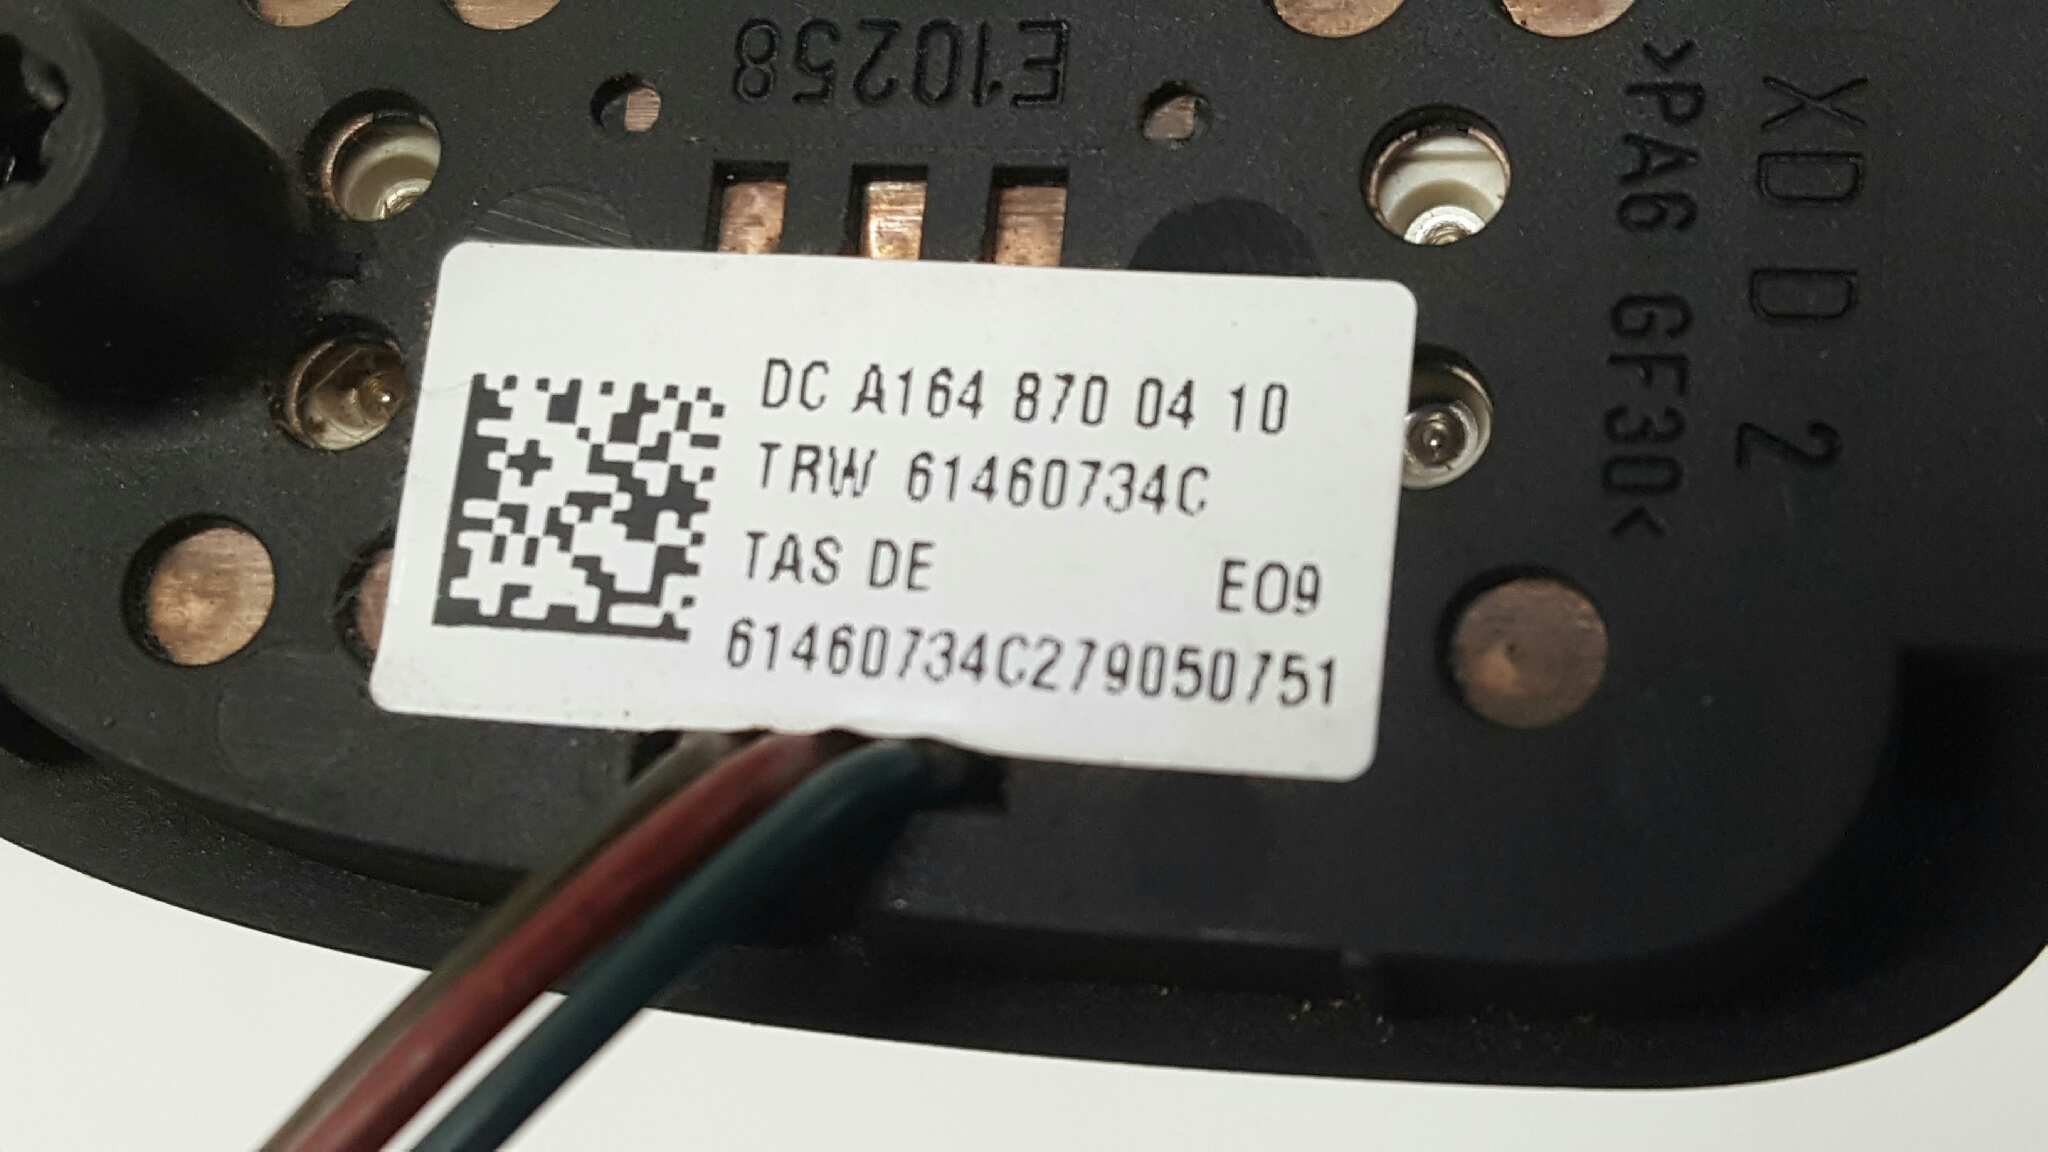 E10258
>PA6 GF30<
XD D 2
DC A164 870 04 10
TRW 61460734C
TAS DE E09
61460734C279050751